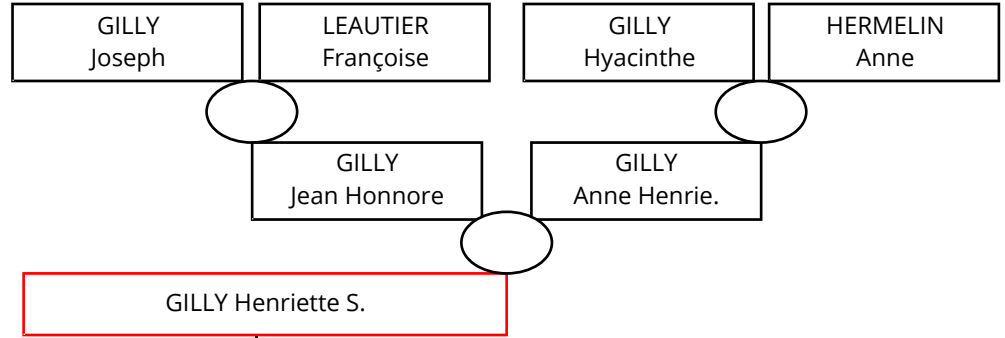 GILLY
Joseph
LEAUTIER
Françoise
GILLY
Hyacinthe
HERMELIN
Anne
GILLY
Jean Honnore
GILLY
Anne Henrie.
GILLY Henriette S.